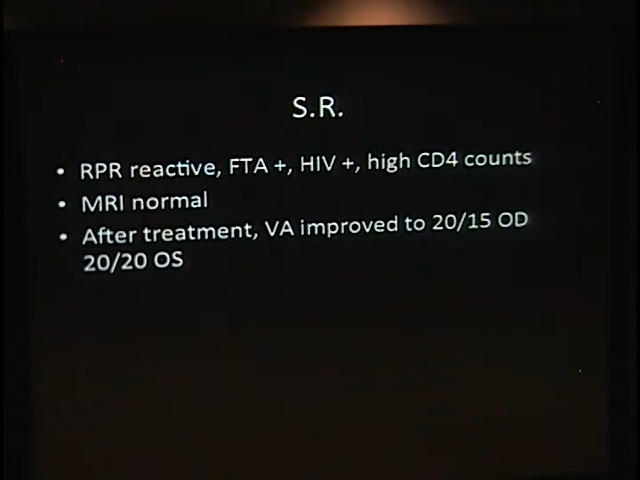 S.R.
• RPR reactive, FTA +, HIV +, high CD4 counts
• MRI normal
• After treatment, VA improved to 20/15 OD
20/20 OS